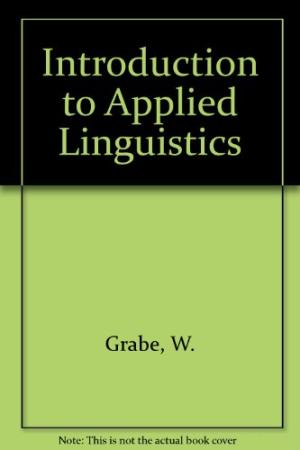 Introduction
to Applied
Linguistics
Grabe, W.
Note: This is not the actual book cover